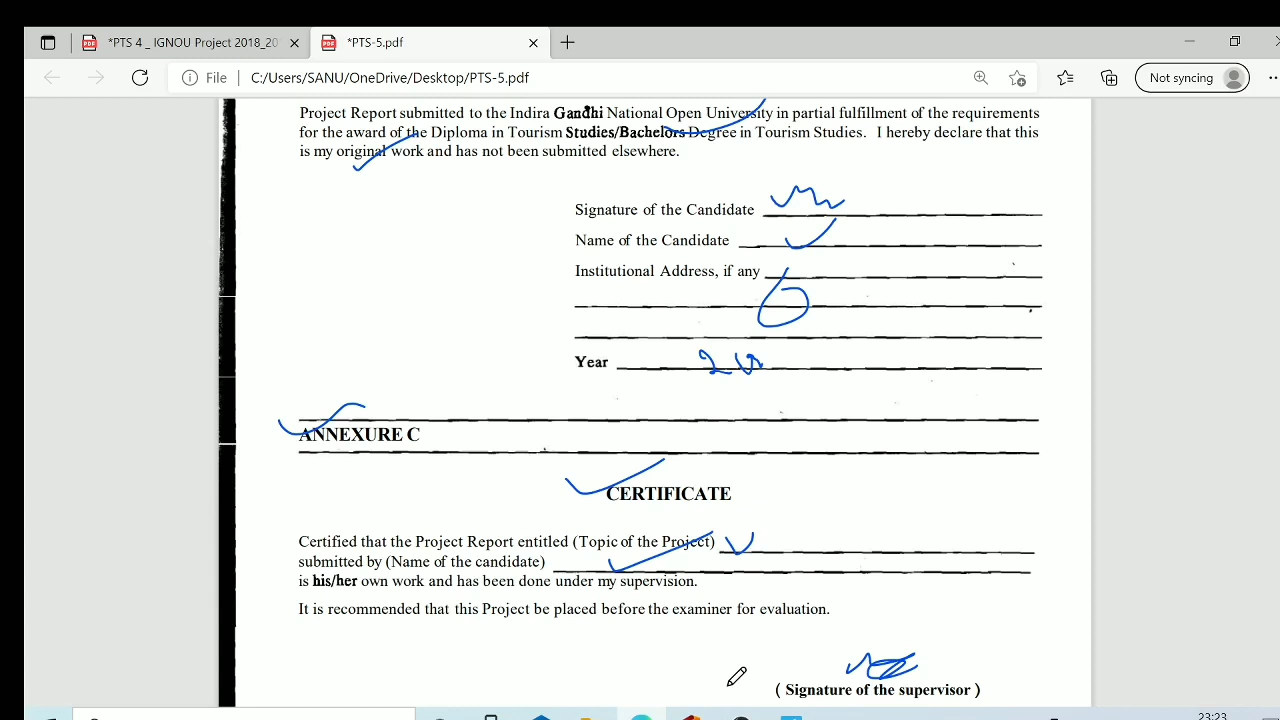 *PTS 4 _ IGNOU Project 2018_20
*PTS-5.pdf
File
C:/Users/SANU/OneDrive/Desktop/PTS-5.pdf
Not syncing
Project Report submitted to the Indira Gandhi National Open University in partial fulfillment of the requirements
for the award of the Diploma in Tourism Studies/Bachelors Degree in Tourism Studies. I hereby declare that this
is my original work and has not been submitted elsewhere.
Signature of the Candidate
Name of the Candidate
Institutional Address, if any
Year
ANNEXURE C
CERTIFICATE
Certified that the Project Report entitled (Topic of the Project)
submitted by (Name of the candidate)
is his/her own work and has been done under my supervision.
It is recommended that this Project be placed before the examiner for evaluation.
( Signature of the supervisor )
23:23